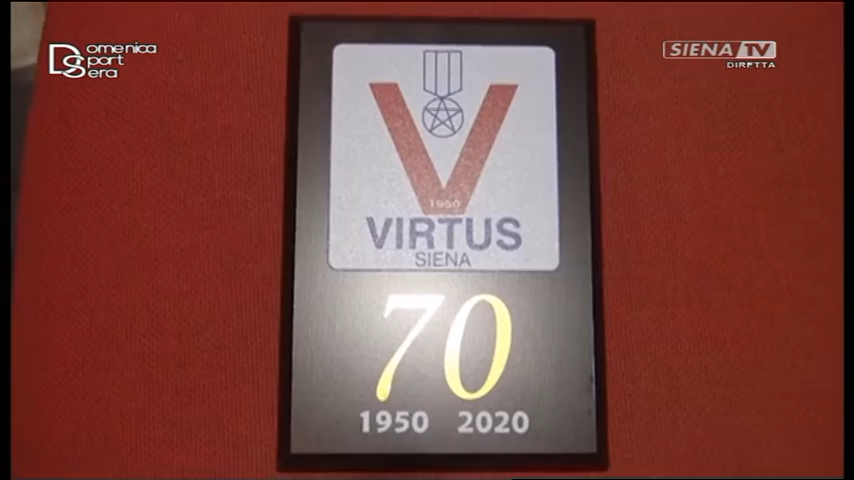 Domenica
Sport
Sera
SIENA TV
DIRETTA
1950
VIRTUS
SIENA
70
1950 2020